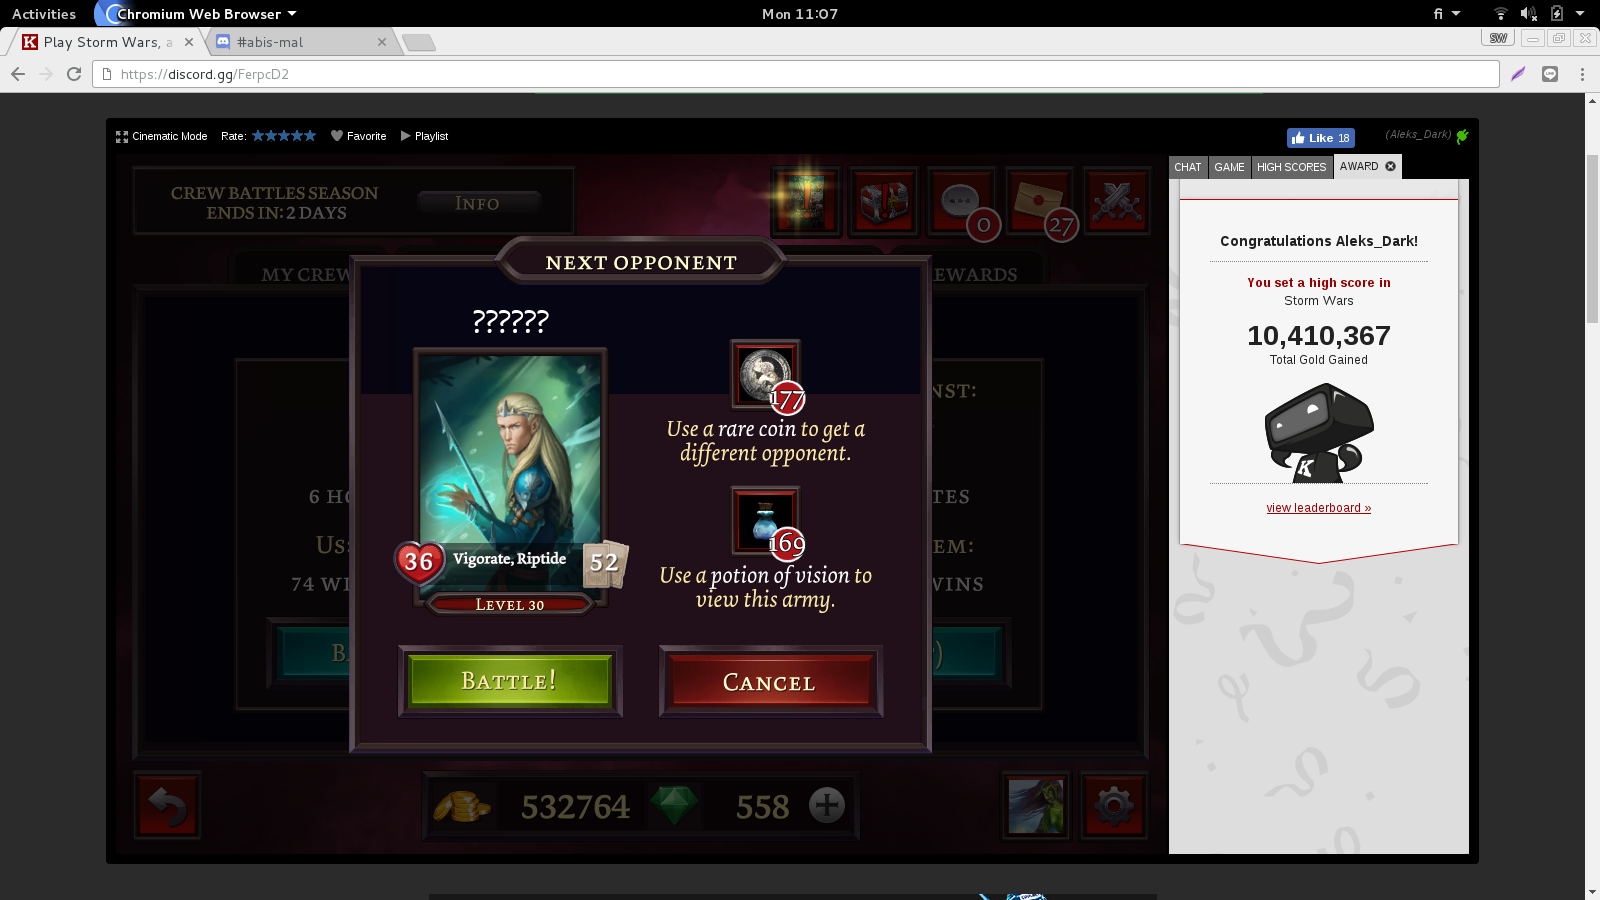 Activities
Chromium Web Browser
Mon 11:07
fi
Play Storm Wars, a
#abis-mal
SW
https://discord.gg/FerpcD2
Cinematic Mode
Rate:
Favorite
Playlist
Like 18
(Aleks_Dark)
CREW BATTLES SEASON
ENDS IN: 2 DAYS
INFO
0
27
CHAT
GAME
HIGH SCORES
AWARD
MY CREW
EWARDS
NEXT OPPONENT
??????
177
Use a rare coin to get a
different opponent.
169
Use a potion of vision to
view this army.
36
Vigorate, Riptide
52
LEVEL 30
BATTLE!
CANCEL
NST:
6 HO
TES
US:
EM:
74 WI
WINS
B
)
532764
558
Congratulations Aleks_Dark!
You set a high score in
Storm Wars
10,410,367
Total Gold Gained
K
view leaderboard »